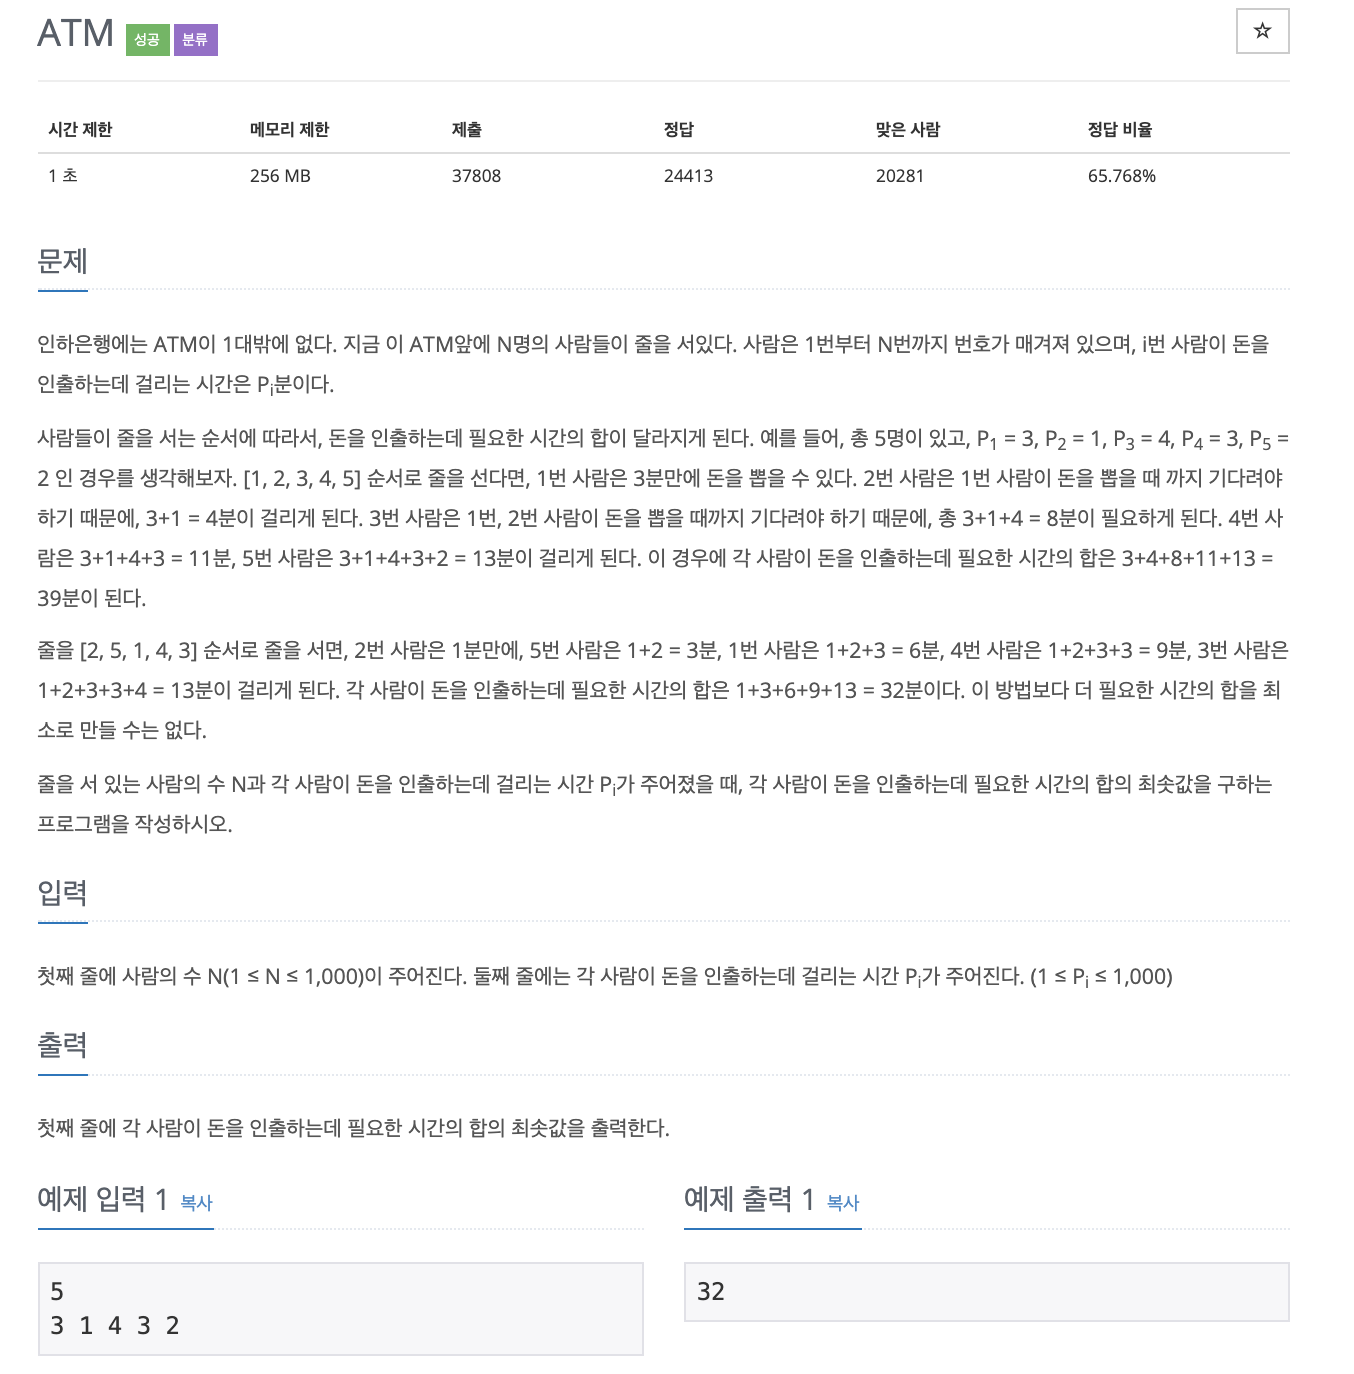 ATM 성공 분류
☆
시간 제한 메모리 제한 제출 정답 맞은 사람 정답 비율
1 초 256 MB 37808 24413 20281 65.768%
문제
인하은행에는 ATM이 1대밖에 없다. 지금 이 ATM앞에 N명의 사람들이 줄을 서있다. 사람은 1번부터 N번까지 번호가 매겨져 있으며, i번 사람이 돈을
인출하는데 걸리는 시간은 Pi분이다.
사람들이 줄을 서는 순서에 따라서, 돈을 인출하는데 필요한 시간의 합이 달라지게 된다. 예를 들어, 총 5명이 있고, P1 = 3, P2 = 1, P3 = 4, P4 = 3, P5 =
2 인 경우를 생각해보자. [1, 2, 3, 4, 5] 순서로 줄을 선다면, 1번 사람은 3분만에 돈을 뽑을 수 있다. 2번 사람은 1번 사람이 돈을 뽑을 때 까지 기다려야
하기 때문에, 3+1 = 4분이 걸리게 된다. 3번 사람은 1번, 2번 사람이 돈을 뽑을 때까지 기다려야 하기 때문에, 총 3+1+4 = 8분이 필요하게 된다. 4번 사
람은 3+1+4+3 = 11분, 5번 사람은 3+1+4+3+2 = 13분이 걸리게 된다. 이 경우에 각 사람이 돈을 인출하는데 필요한 시간의 합은 3+4+8+11+13 =
39분이 된다.
줄을 [2, 5, 1, 4, 3] 순서로 줄을 서면, 2번 사람은 1분만에, 5번 사람은 1+2 = 3분, 1번 사람은 1+2+3 = 6분, 4번 사람은 1+2+3+3 = 9분, 3번 사람은
1+2+3+3+4 = 13분이 걸리게 된다. 각 사람이 돈을 인출하는데 필요한 시간의 합은 1+3+6+9+13 = 32분이다. 이 방법보다 더 필요한 시간의 합을 최
소로 만들 수는 없다.
줄을 서 있는 사람의 수 N과 각 사람이 돈을 인출하는데 걸리는 시간 Pi가 주어졌을 때, 각 사람이 돈을 인출하는데 필요한 시간의 합의 최솟값을 구하는
프로그램을 작성하시오.
입력
첫째 줄에 사람의 수 N(1 ≤ N ≤ 1,000)이 주어진다. 둘째 줄에는 각 사람이 돈을 인출하는데 걸리는 시간 Pi가 주어진다. (1 ≤ Pi ≤ 1,000)
출력
첫째 줄에 각 사람이 돈을 인출하는데 필요한 시간의 합의 최솟값을 출력한다.
예제 입력 1 복사
5
3 1 4 3 2
예제 출력 1 복사
32